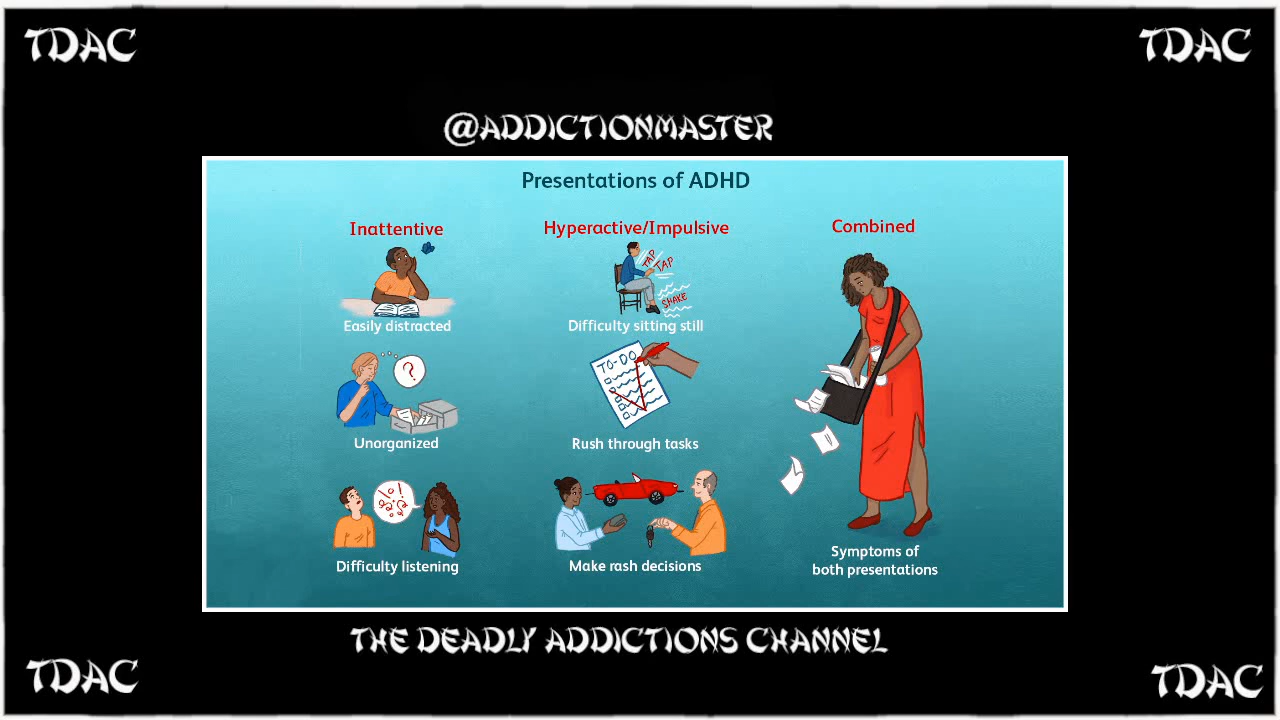 TDAC
TDAC
@ADDICTIONMASTER
Presentations of ADHD
Inattentive
Hyperactive/Impulsive
Combined
TAP
TAP
SHAKE
Easily distracted
Difficulty sitting still
?
TO-DO
Unorganized
Rush through tasks
Difficulty listening
Make rash decisions
Symptoms of
both presentations
THE DEADLY ADDICTIONS CHANNEL
TDAC
TDAC